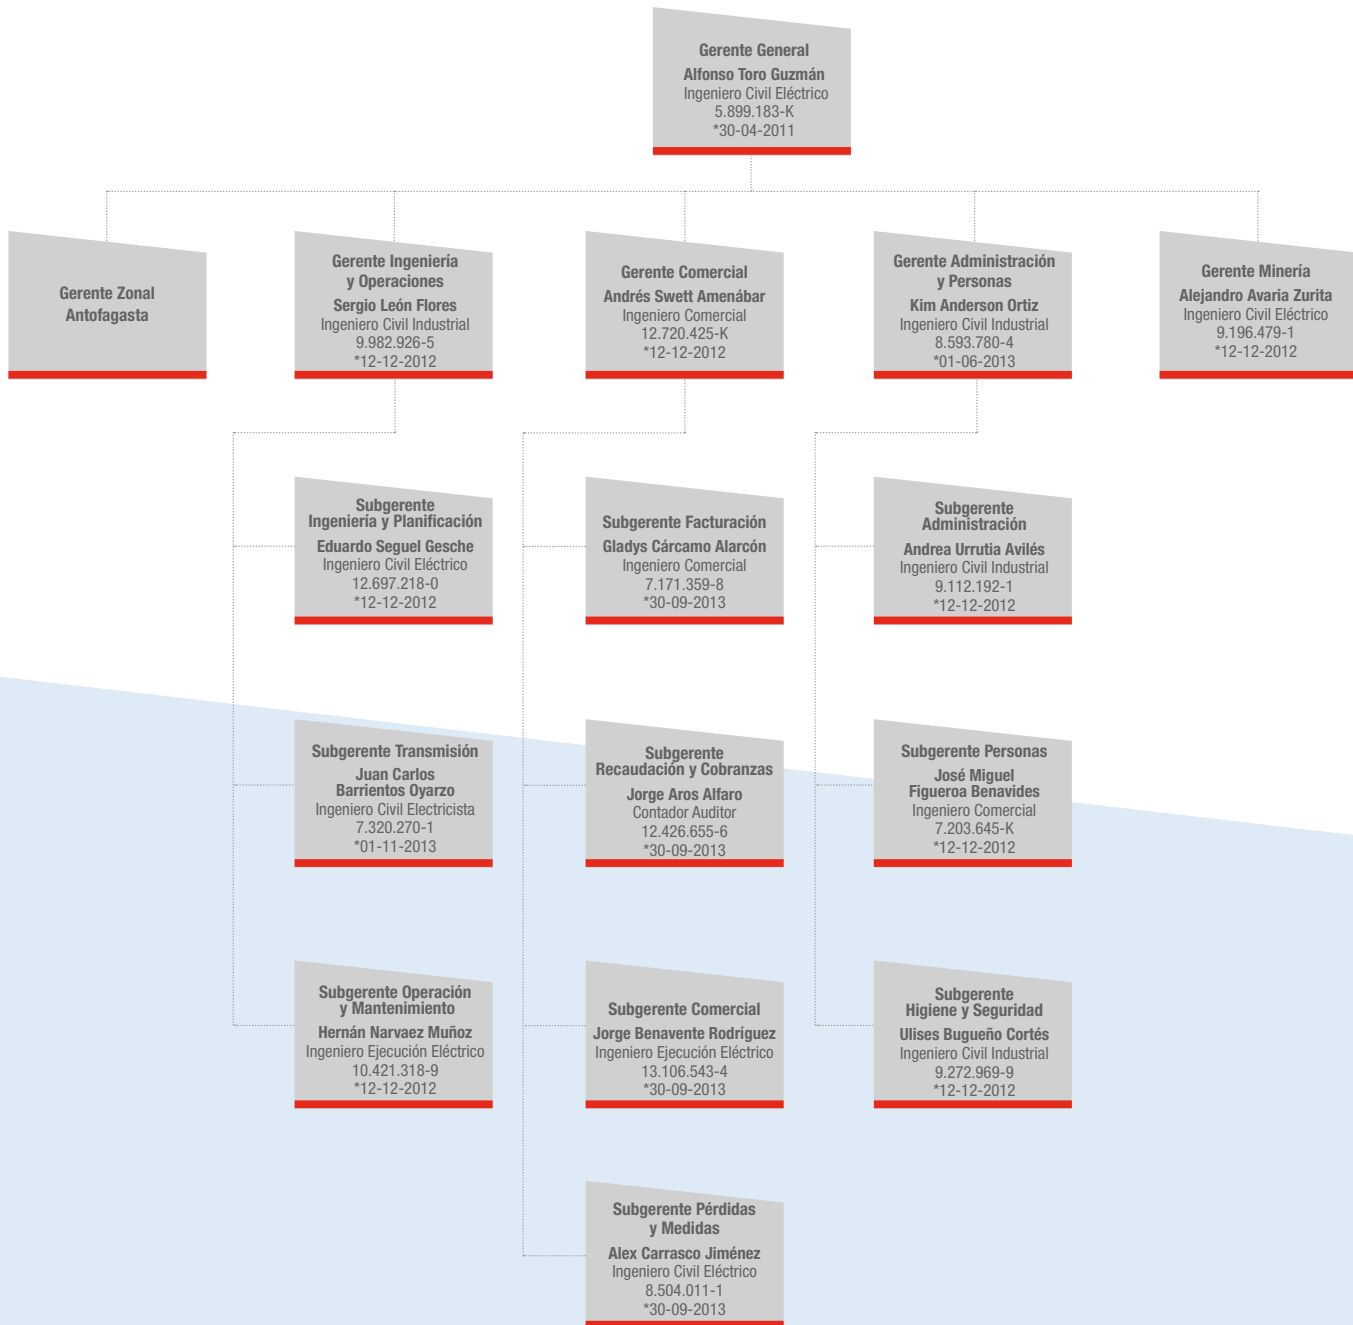 Gerente General
Alfonso Toro Guzmán
Ingeniero Civil Eléctrico
5.899.183-K
*30-04-2011
Gerente Zonal
Antofagasta
Gerente Ingeniería
y Operaciones
Sergio León Flores
Ingeniero Civil Industrial
9.982.926-5
*12-12-2012
Gerente Comercial
Andrés Swett Amenábar
Ingeniero Comercial
12.720.425-K
*12-12-2012
Gerente Administración
y Personas
Kim Anderson Ortiz
Ingeniero Civil Industrial
8.593.780-4
*01-06-2013
Gerente Minería
Alejandro Avaria Zurita
Ingeniero Civil Eléctrico
9.196.479-1
*12-12-2012
Subgerente
Ingeniería y Planificación
Eduardo Seguel Gesche
Ingeniero Civil Eléctrico
12.697.218-0
*12-12-2012
Subgerente Facturación
Gladys Cárcamo Alarcón
Ingeniero Comercial
7.171.359-8
*30-09-2013
Subgerente
Administración
Andrea Urrutia Avilés
Ingeniero Civil Industrial
9.112.192-1
*12-12-2012
Subgerente Transmisión
Juan Carlos
Barrientos Oyarzo
Ingeniero Civil Electricista
7.320.270-1
*01-11-2013
Subgerente
Recaudación y Cobranzas
Jorge Aros Alfaro
Contador Auditor
12.426.655-6
*30-09-2013
Subgerente Personas
José Miguel
Figueroa Benavides
Ingeniero Comercial
7.203.645-K
*12-12-2012
Subgerente Operación
y Mantenimiento
Hernán Narvaez Muñoz
Ingeniero Ejecución Eléctrico
10.421.318-9
*12-12-2012
Subgerente Comercial
Jorge Benavente Rodríguez
Ingeniero Ejecución Eléctrico
13.106.543-4
*30-09-2013
Subgerente
Higiene y Seguridad
Ulises Bugueño Cortés
Ingeniero Civil Industrial
9.272.969-9
*12-12-2012
Subgerente Pérdidas
y Medidas
Alex Carrasco Jiménez
Ingeniero Civil Eléctrico
8.504.011-1
*30-09-2013